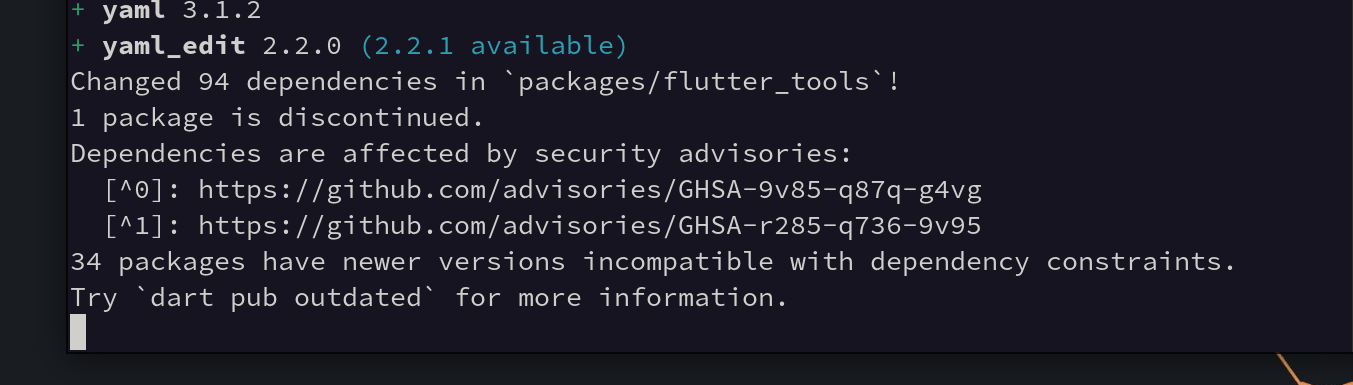 + yaml 3.1.2
+ yaml_edit 2.2.0 (2.2.1 available)
Changed 94 dependencies in `packages/flutter_tools`!
1 package is discontinued.
Dependencies are affected by security advisories:
  [^0]: https://github.com/advisories/GHSA-9v85-q87q-g4vg
  [^1]: https://github.com/advisories/GHSA-r285-q736-9v95
34 packages have newer versions incompatible with dependency constraints.
Try `dart pub outdated` for more information.